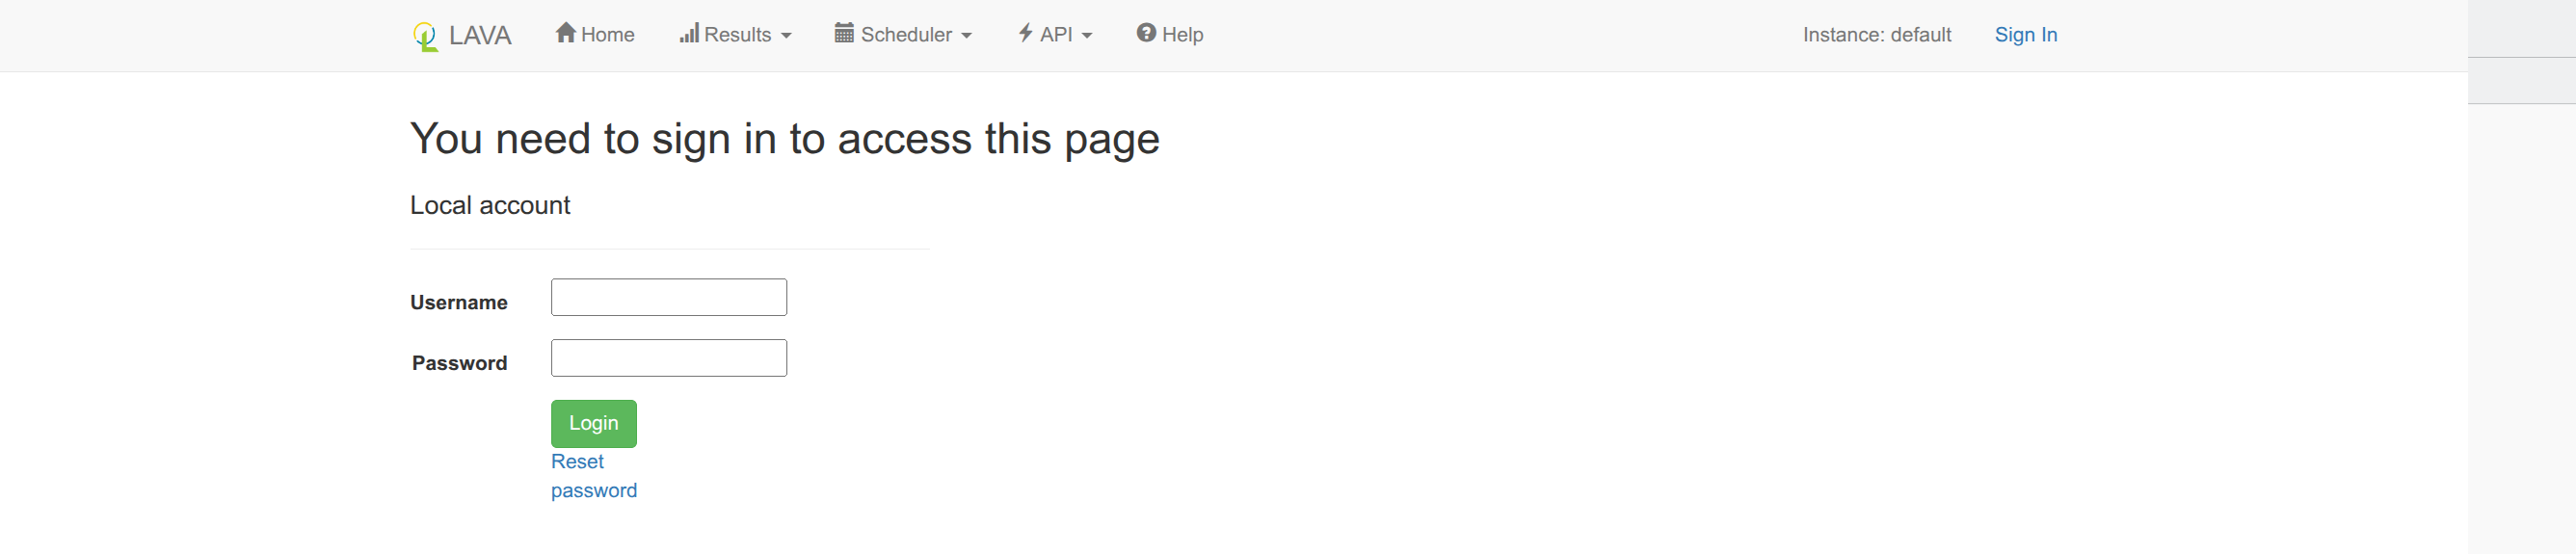 LAVA Home Results Scheduler API Help Instance: default Sign In
You need to sign in to access this page
Local account
Username
Password
Login
Reset
password